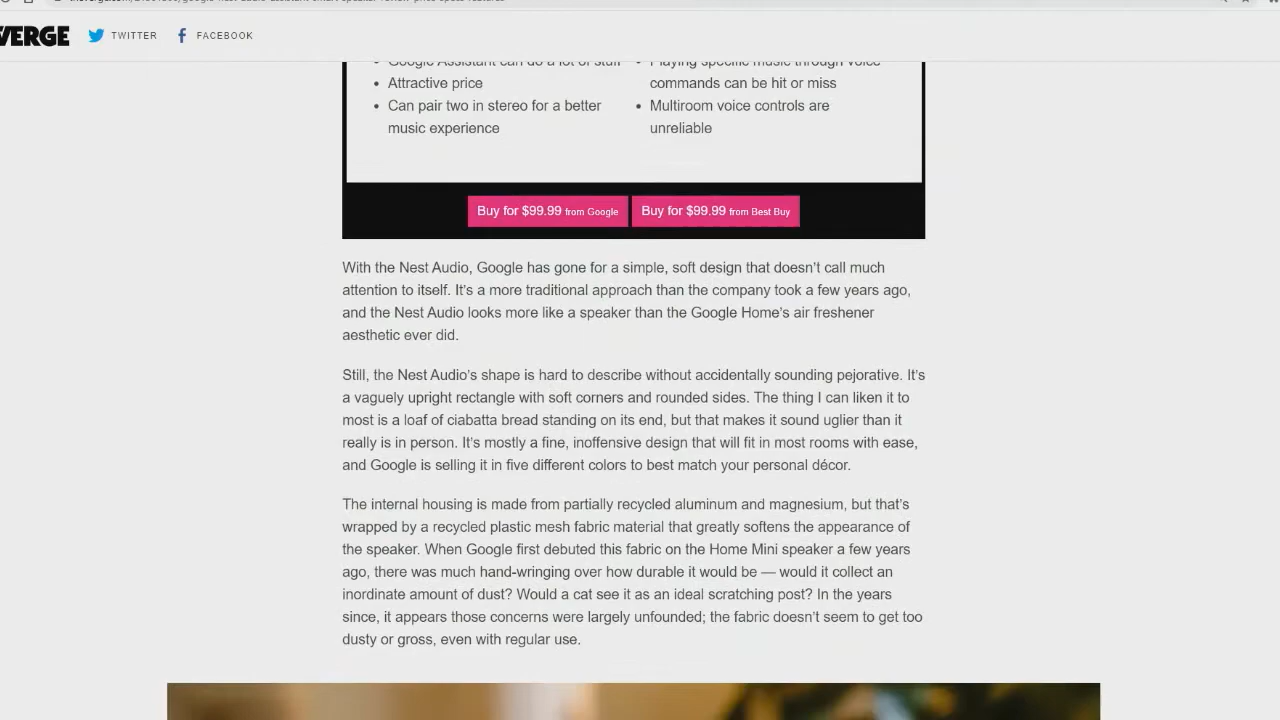 VERGE TWITTER FACEBOOK
Google Assistant can do a lot of stuff
Attractive price
Can pair two in stereo for a better
music experience
Playing specific music through voice
commands can be hit or miss
Multiroom voice controls are
unreliable
Buy for $99.99 from Google Buy for $99.99 from Best Buy
With the Nest Audio, Google has gone for a simple, soft design that doesn't call much
attention to itself. It's a more traditional approach than the company took a few years ago,
and the Nest Audio looks more like a speaker than the Google Home's air freshener
aesthetic ever did.
Still, the Nest Audio's shape is hard to describe without accidentally sounding pejorative. It's
a vaguely upright rectangle with soft corners and rounded sides. The thing I can liken it to
most is a loaf of ciabatta bread standing on its end, but that makes it sound uglier than it
really is in person. It's mostly a fine, inoffensive design that will fit in most rooms with ease,
and Google is selling it in five different colors to best match your personal décor.
The internal housing is made from partially recycled aluminum and magnesium, but that's
wrapped by a recycled plastic mesh fabric material that greatly softens the appearance of
the speaker. When Google first debuted this fabric on the Home Mini speaker a few years
ago, there was much hand-wringing over how durable it would be — would it collect an
inordinate amount of dust? Would a cat see it as an ideal scratching post? In the years
since, it appears those concerns were largely unfounded; the fabric doesn't seem to get too
dusty or gross, even with regular use.